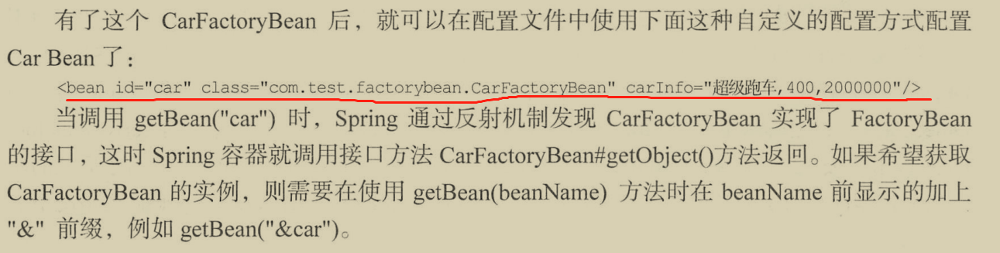 有了这个 CarFactoryBean 后，就可以在配置文件中使用下面这种自定义的配置方式配置
Car Bean 了：
<bean id="car" class="com.test.factorybean.CarFactoryBean" carInfo="超级跑车,400,2000000"/>
当调用 getBean("car") 时，Spring 通过反射机制发现 CarFactoryBean 实现了 FactoryBean
的接口，这时 Spring 容器就调用接口方法 CarFactoryBean#getObject()方法返回。如果希望获取
CarFactoryBean 的实例，则需要在使用 getBean(beanName) 方法时在 beanName 前显示的加上
"&" 前缀，例如 getBean("&car")。